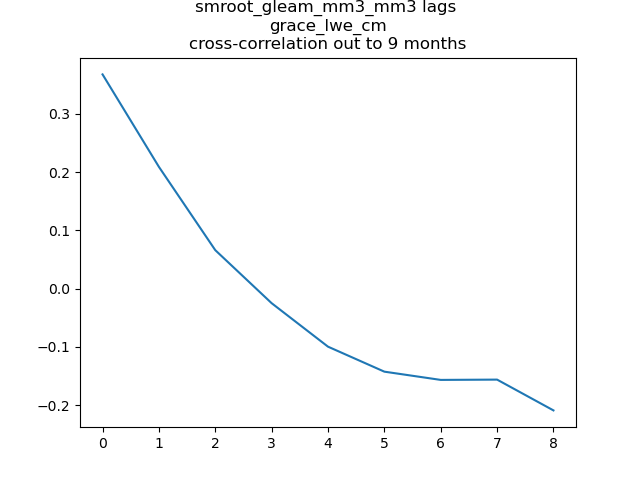 smroot_gleam_mm3_mm3 lags
grace_lwe_cm
cross-correlation out to 9 months
0.3
0.2
0.1
0.0
−0.1
−0.2
0 1 2 3 4 5 6 7 8